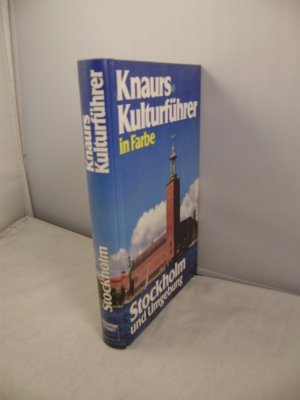 Knaurs
Kulturführer
in Farbe
Stockholm
und Umgebung
Knaurs
Kulturführer
Stockholm